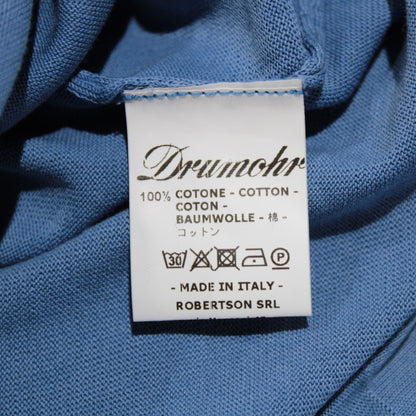 Drumohr
100% COTONE - COTTON -
COTON -
BAUMWOLLE - 棉 -
コットン
30 P
- MADE IN ITALY -
ROBERTSON SRL